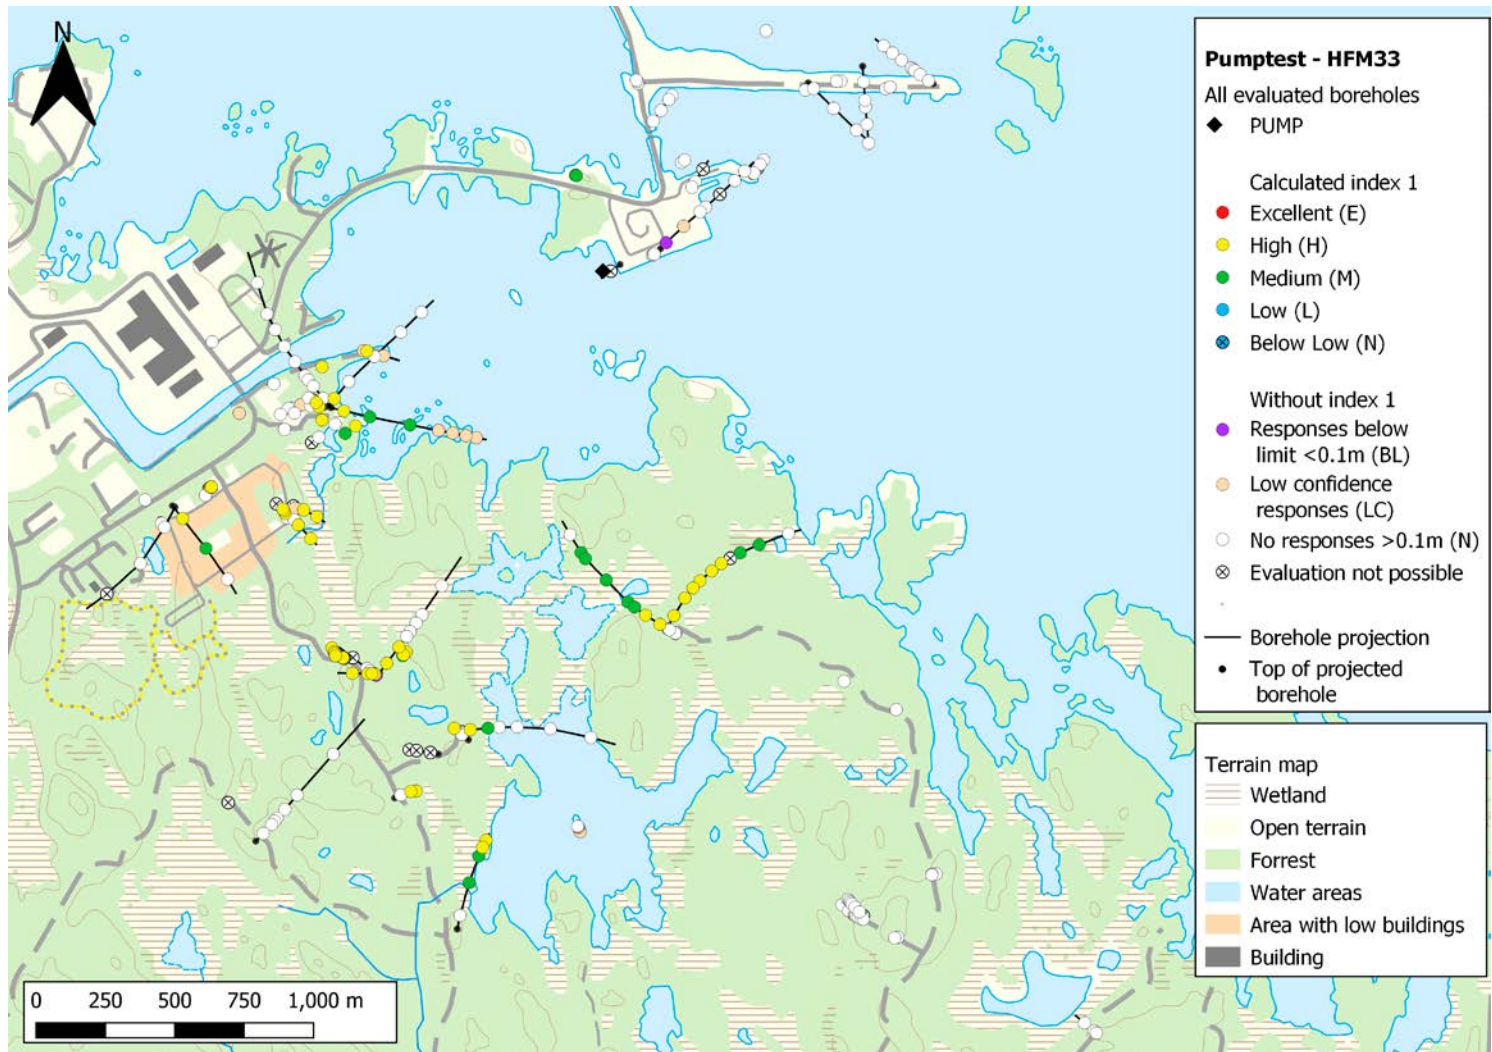 N
Pumptest - HFM33
All evaluated boreholes
PUMP
Calculated index 1
Excellent (E)
High (H)
Medium (M)
Low (L)
Below Low (N)
Without index 1
Responses below
limit <0.1m (BL)
Low confidence
responses (LC)
No responses >0.1m (N)
Evaluation not possible
Borehole projection
Top of projected
borehole
Terrain map
Wetland
Open terrain
Forrest
Water areas
Area with low buildings
Building
0 250 500 750 1,000 m